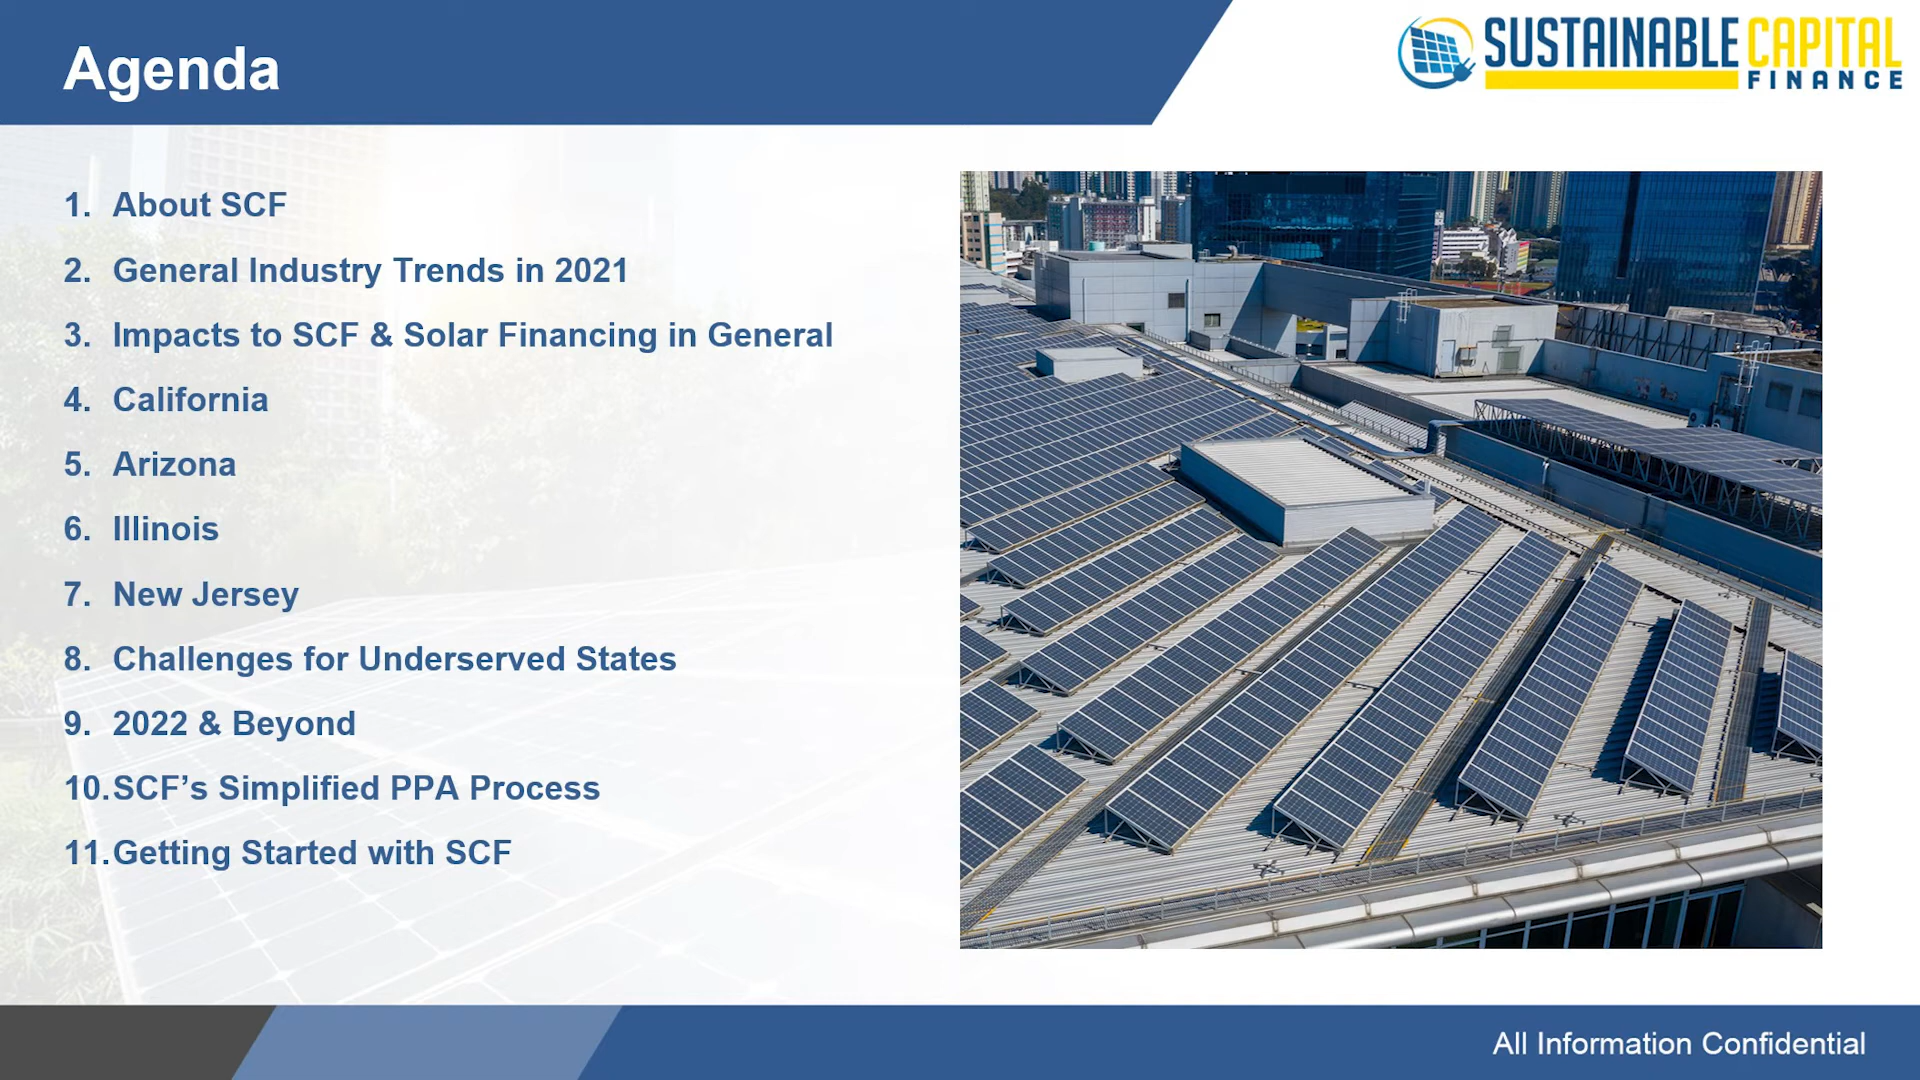 Agenda
SUSTAINABLE CAPITAL
FINANCE
1. About SCF
2. General Industry Trends in 2021
3. Impacts to SCF & Solar Financing in General
4. California
5. Arizona
6. Illinois
7. New Jersey
8. Challenges for Underserved States
9. 2022 & Beyond
10. SCF’s Simplified PPA Process
11. Getting Started with SCF
All Information Confidential